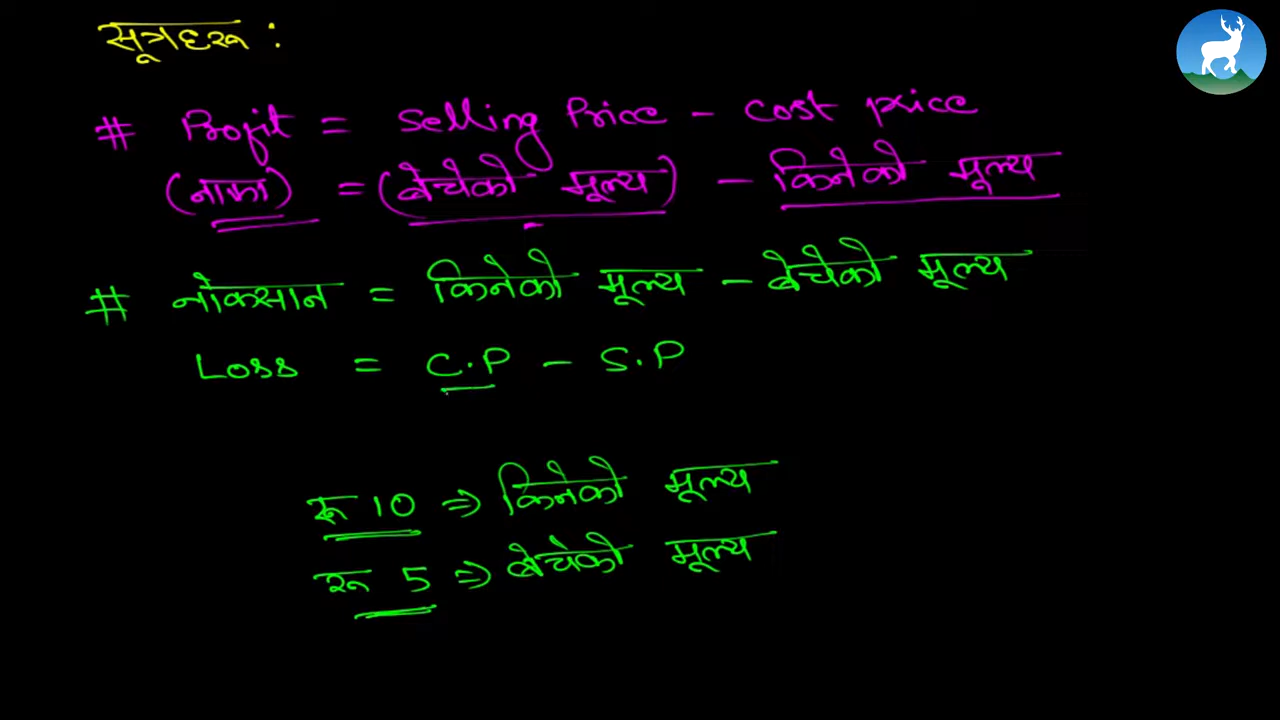 सूत्रहरू :
# Profit = Selling Price - Cost price
(नाफा) = (बेचेको मूल्य) - किनेको मूल्य
# नोक्सान = किनेको मूल्य - बेचेको मूल्य
Loss = C.P - S.P
रू 10 ⇒ किनेको मूल्य
रू 5 ⇒ बेचेको मूल्य